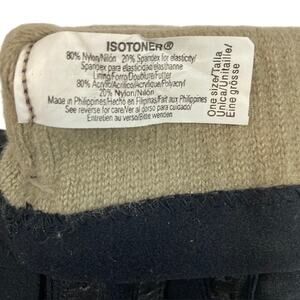 ISOTONER®
80% Nylon/Nilón 20% Spandex for elasticity/
Spandex para elasticidad/élasthanne
Lining/Forro/Doublure/Futter
80% Acrylic/Acrílico/Acrylique/Polyacryl
20% Nylon/Nilón
Made in Philippines/Hecho en Filipinas/Fait aux Philippines
See reverse for care/Ver al dorso para cuidado/
Entretien au verso/Bitte wenden
One size/Talla
Unica/Unitaille/
Eine grösse